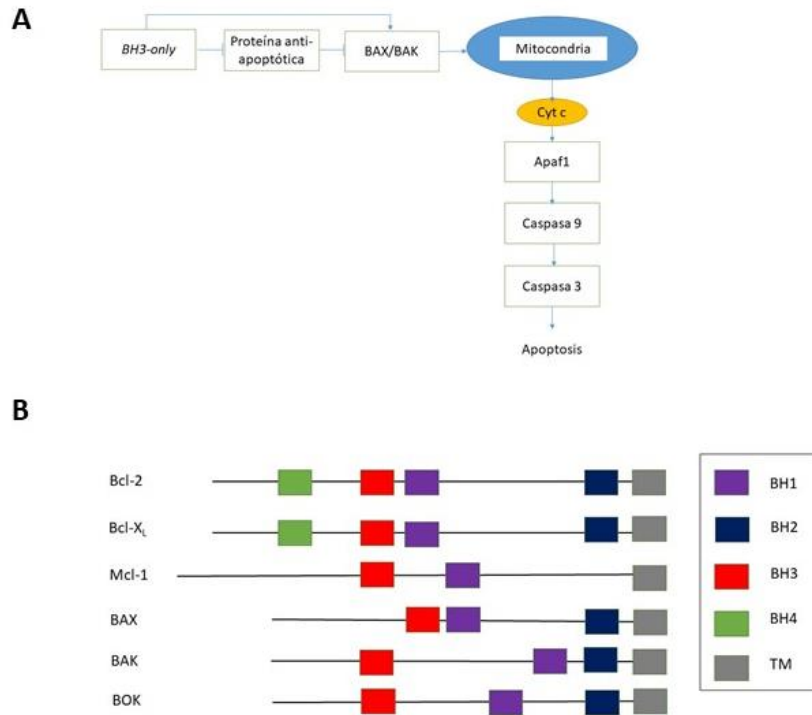 A
BH3-only
Proteína anti-
apoptótica
BAX/BAK
Mitocondria
Cyt c
Apaf1
Caspasa 9
Caspasa 3
Apoptosis
B
Bcl-2
Bcl-XL
Mcl-1
BAX
BAK
BOK
BH1
BH2
BH3
BH4
TM